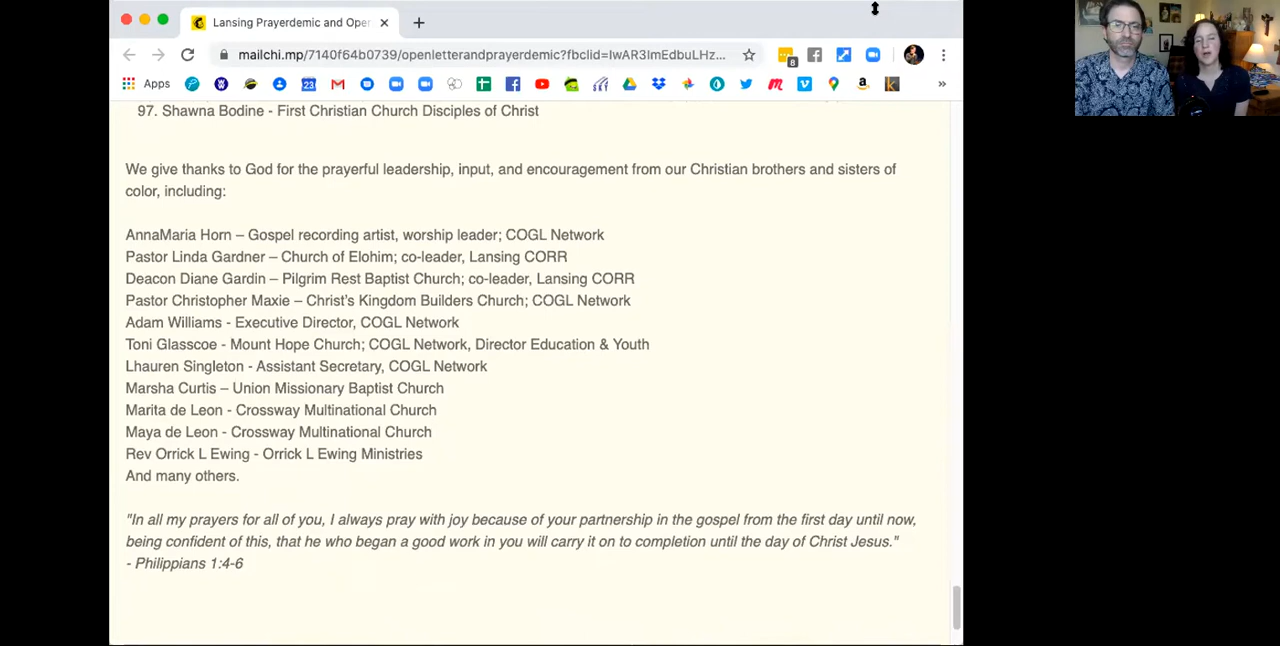 Lansing Prayerdemic and Oper
mailchi.mp/7140f64b0739/openletterandprayerdemic?fbclid=IwAR3ImEdbuLHz...
8
Apps
23
97. Shawna Bodine - First Christian Church Disciples of Christ
We give thanks to God for the prayerful leadership, input, and encouragement from our Christian brothers and sisters of
color, including:
AnnaMaria Horn – Gospel recording artist, worship leader; COGL Network
Pastor Linda Gardner – Church of Elohim; co-leader, Lansing CORR
Deacon Diane Gardin – Pilgrim Rest Baptist Church; co-leader, Lansing CORR
Pastor Christopher Maxie – Christ's Kingdom Builders Church; COGL Network
Adam Williams - Executive Director, COGL Network
Toni Glasscoe - Mount Hope Church; COGL Network, Director Education & Youth
Lhauren Singleton - Assistant Secretary, COGL Network
Marsha Curtis – Union Missionary Baptist Church
Marita de Leon - Crossway Multinational Church
Maya de Leon - Crossway Multinational Church
Rev Orrick L Ewing - Orrick L Ewing Ministries
And many others.
"In all my prayers for all of you, I always pray with joy because of your partnership in the gospel from the first day until now,
being confident of this, that he who began a good work in you will carry it on to completion until the day of Christ Jesus."
- Philippians 1:4-6